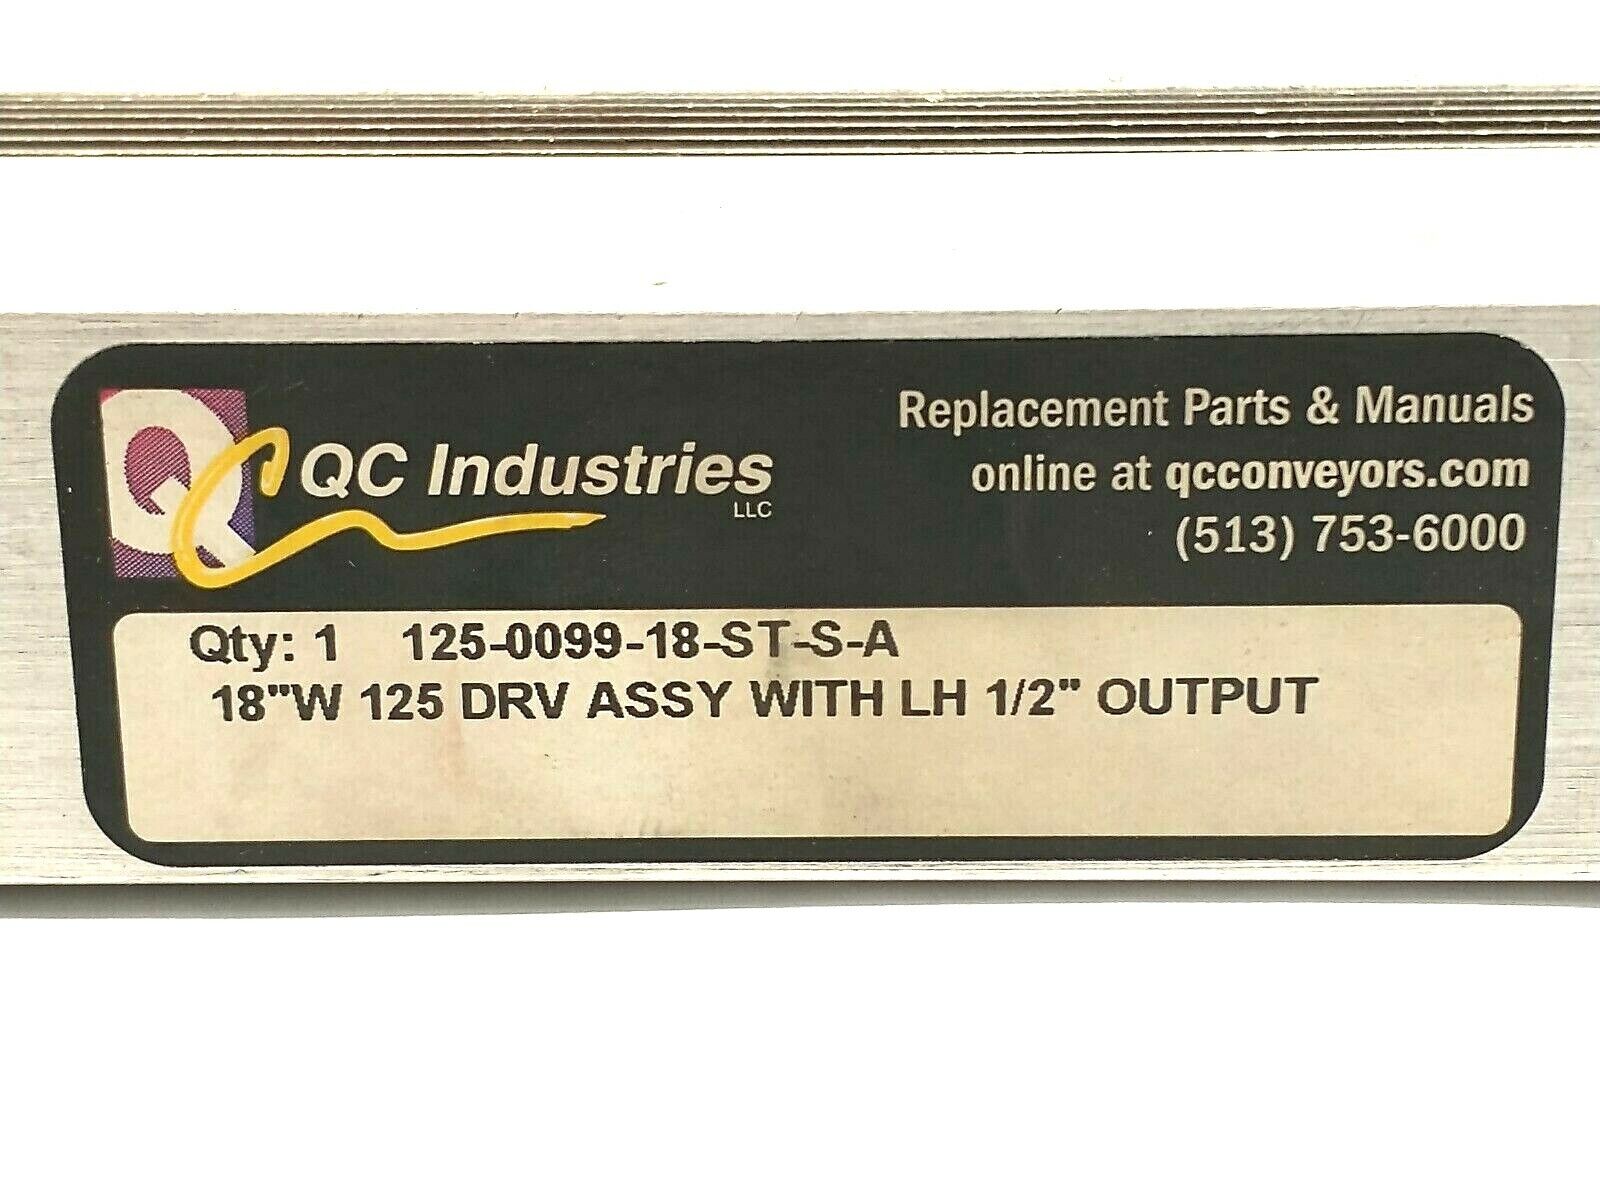 QC Industries
LLC
Replacement Parts & Manuals
online at qcconveyors.com
(513) 753-6000
Qty: 1 125-0099-18-ST-S-A
18"W 125 DRV ASSY WITH LH 1/2" OUTPUT